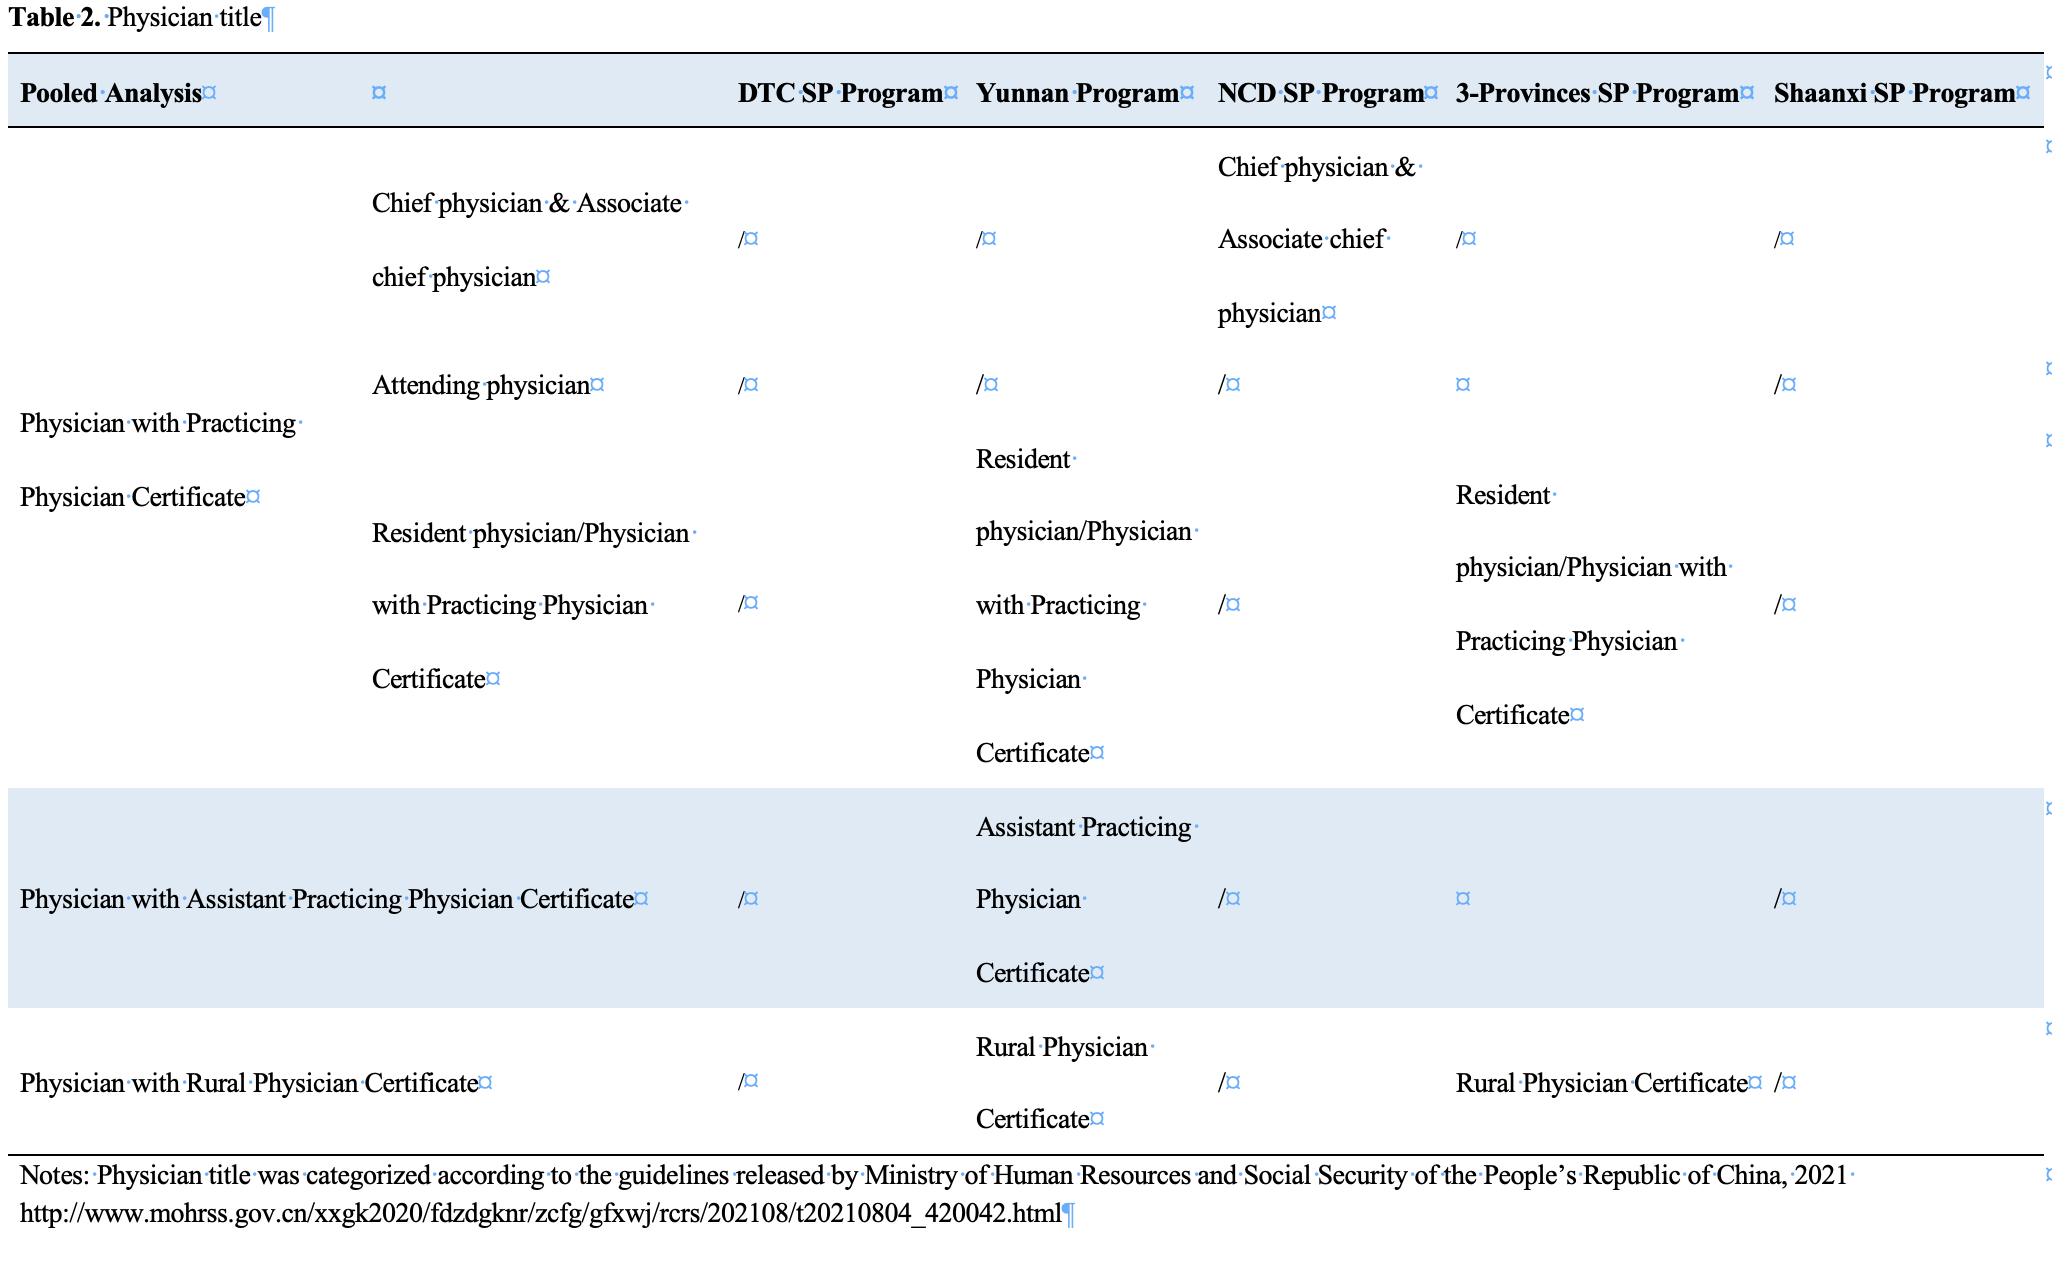 Table 2. Physician title
Pooled Analysis DTC SP Program Yunnan Program NCD SP Program 3-Provinces SP Program Shaanxi SP Program
Physician with Practicing
Physician Certificate
Chief physician & Associate
chief physician
/
/
Chief physician &
Associate chief
physician
/
/
Attending physician
/
/
/
/
Resident physician/Physician
with Practicing Physician
Certificate
/
Resident
physician/Physician
with Practicing
Physician
Certificate
/
Resident
physician/Physician with
Practicing Physician
Certificate
/
Physician with Assistant Practicing Physician Certificate
/
Assistant Practicing
Physician
Certificate
/
/
Physician with Rural Physician Certificate
/
Rural Physician
Certificate
/
Rural Physician Certificate
/
Notes: Physician title was categorized according to the guidelines released by Ministry of Human Resources and Social Security of the People’s Republic of China, 2021
http://www.mohrss.gov.cn/xxgk2020/fdzdgknr/zcfg/gfxwj/rcrs/202108/t20210804_420042.html